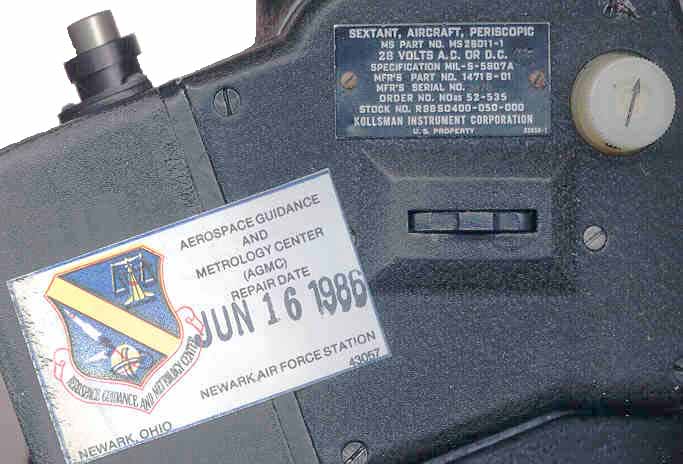 SEXTANT, AIRCRAFT, PERISCOPIC
MS PART NO. MS28011-1
28 VOLTS A.C. OR D.C.
SPECIFICATION MIL-S-5807A
MFR'S PART NO. 1471B-01
MFR'S SERIAL NO.
ORDER NO. NOas 52-535
STOCK NO. R88SO400-050-000
KOLLSMAN INSTRUMENT CORPORATION
U.S. PROPERTY
AEROSPACE GUIDANCE
AND
METROLOGY CENTER
(AGMC)
REPAIR DATE
JUN 16 1986
NEWARK, AIR FORCE STATION
43057
AEROSPACE GUIDANCE AND METROLOGY CENTER
NEWARK, OHIO